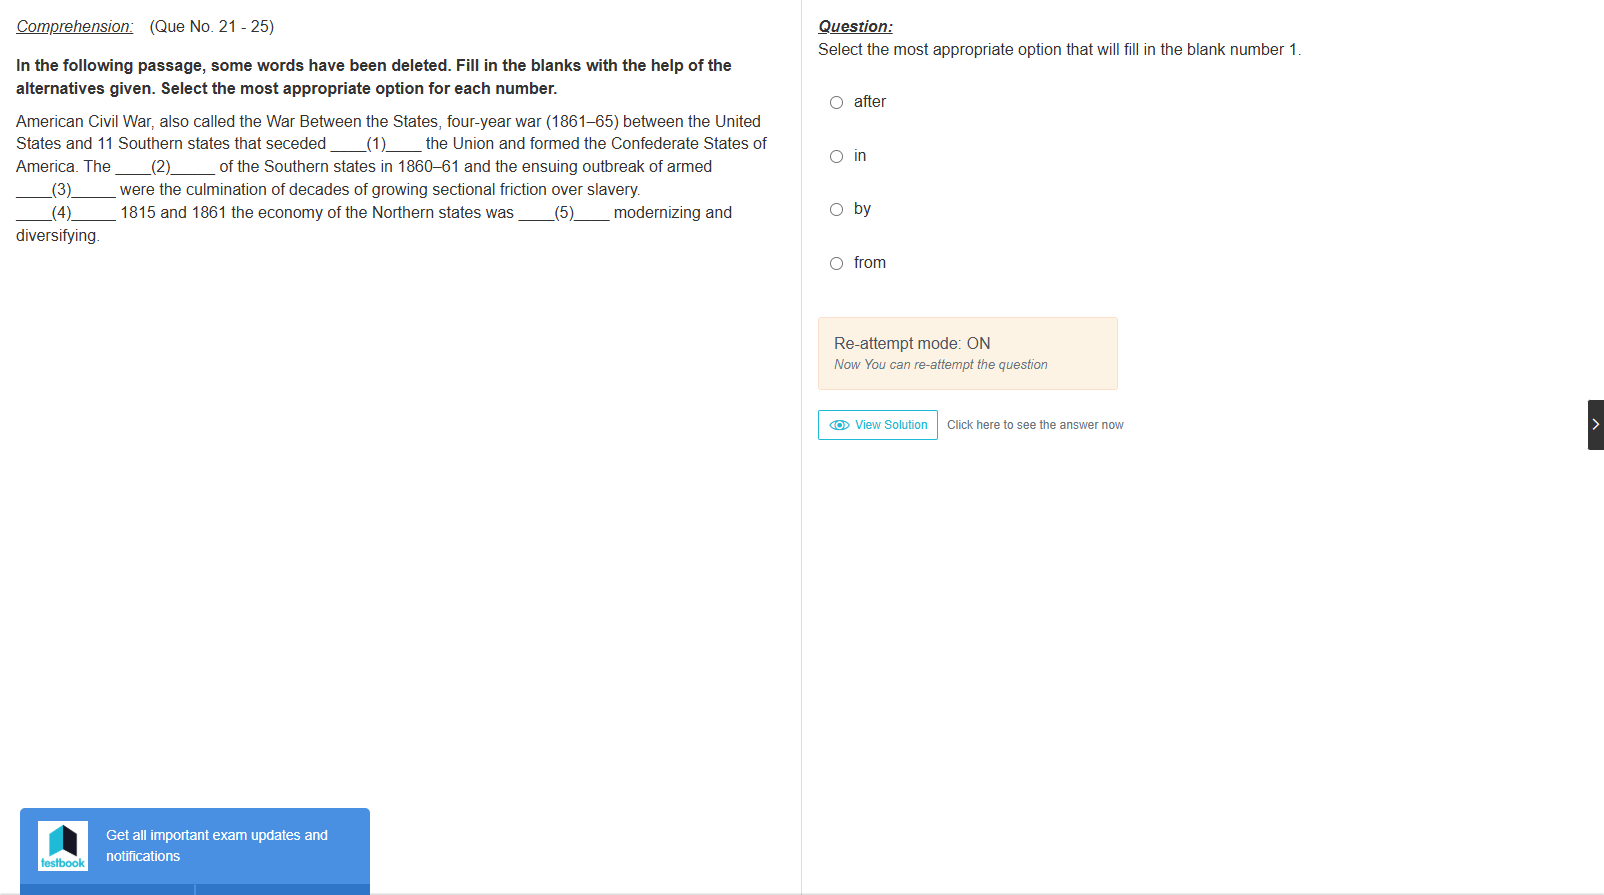 Comprehension: (Que No. 21 - 25)
In the following passage, some words have been deleted. Fill in the blanks with the help of the
alternatives given. Select the most appropriate option for each number.
American Civil War, also called the War Between the States, four-year war (1861–65) between the United
States and 11 Southern states that seceded ____(1)____ the Union and formed the Confederate States of
America. The ____(2)_____ of the Southern states in 1860–61 and the ensuing outbreak of armed
____(3)_____ were the culmination of decades of growing sectional friction over slavery.
____(4)_____ 1815 and 1861 the economy of the Northern states was ____(5)____ modernizing and
diversifying.
Question:
Select the most appropriate option that will fill in the blank number 1.
after
in
by
from
Re-attempt mode: ON
Now You can re-attempt the question
View Solution Click here to see the answer now
Get all important exam updates and
notifications
testbook